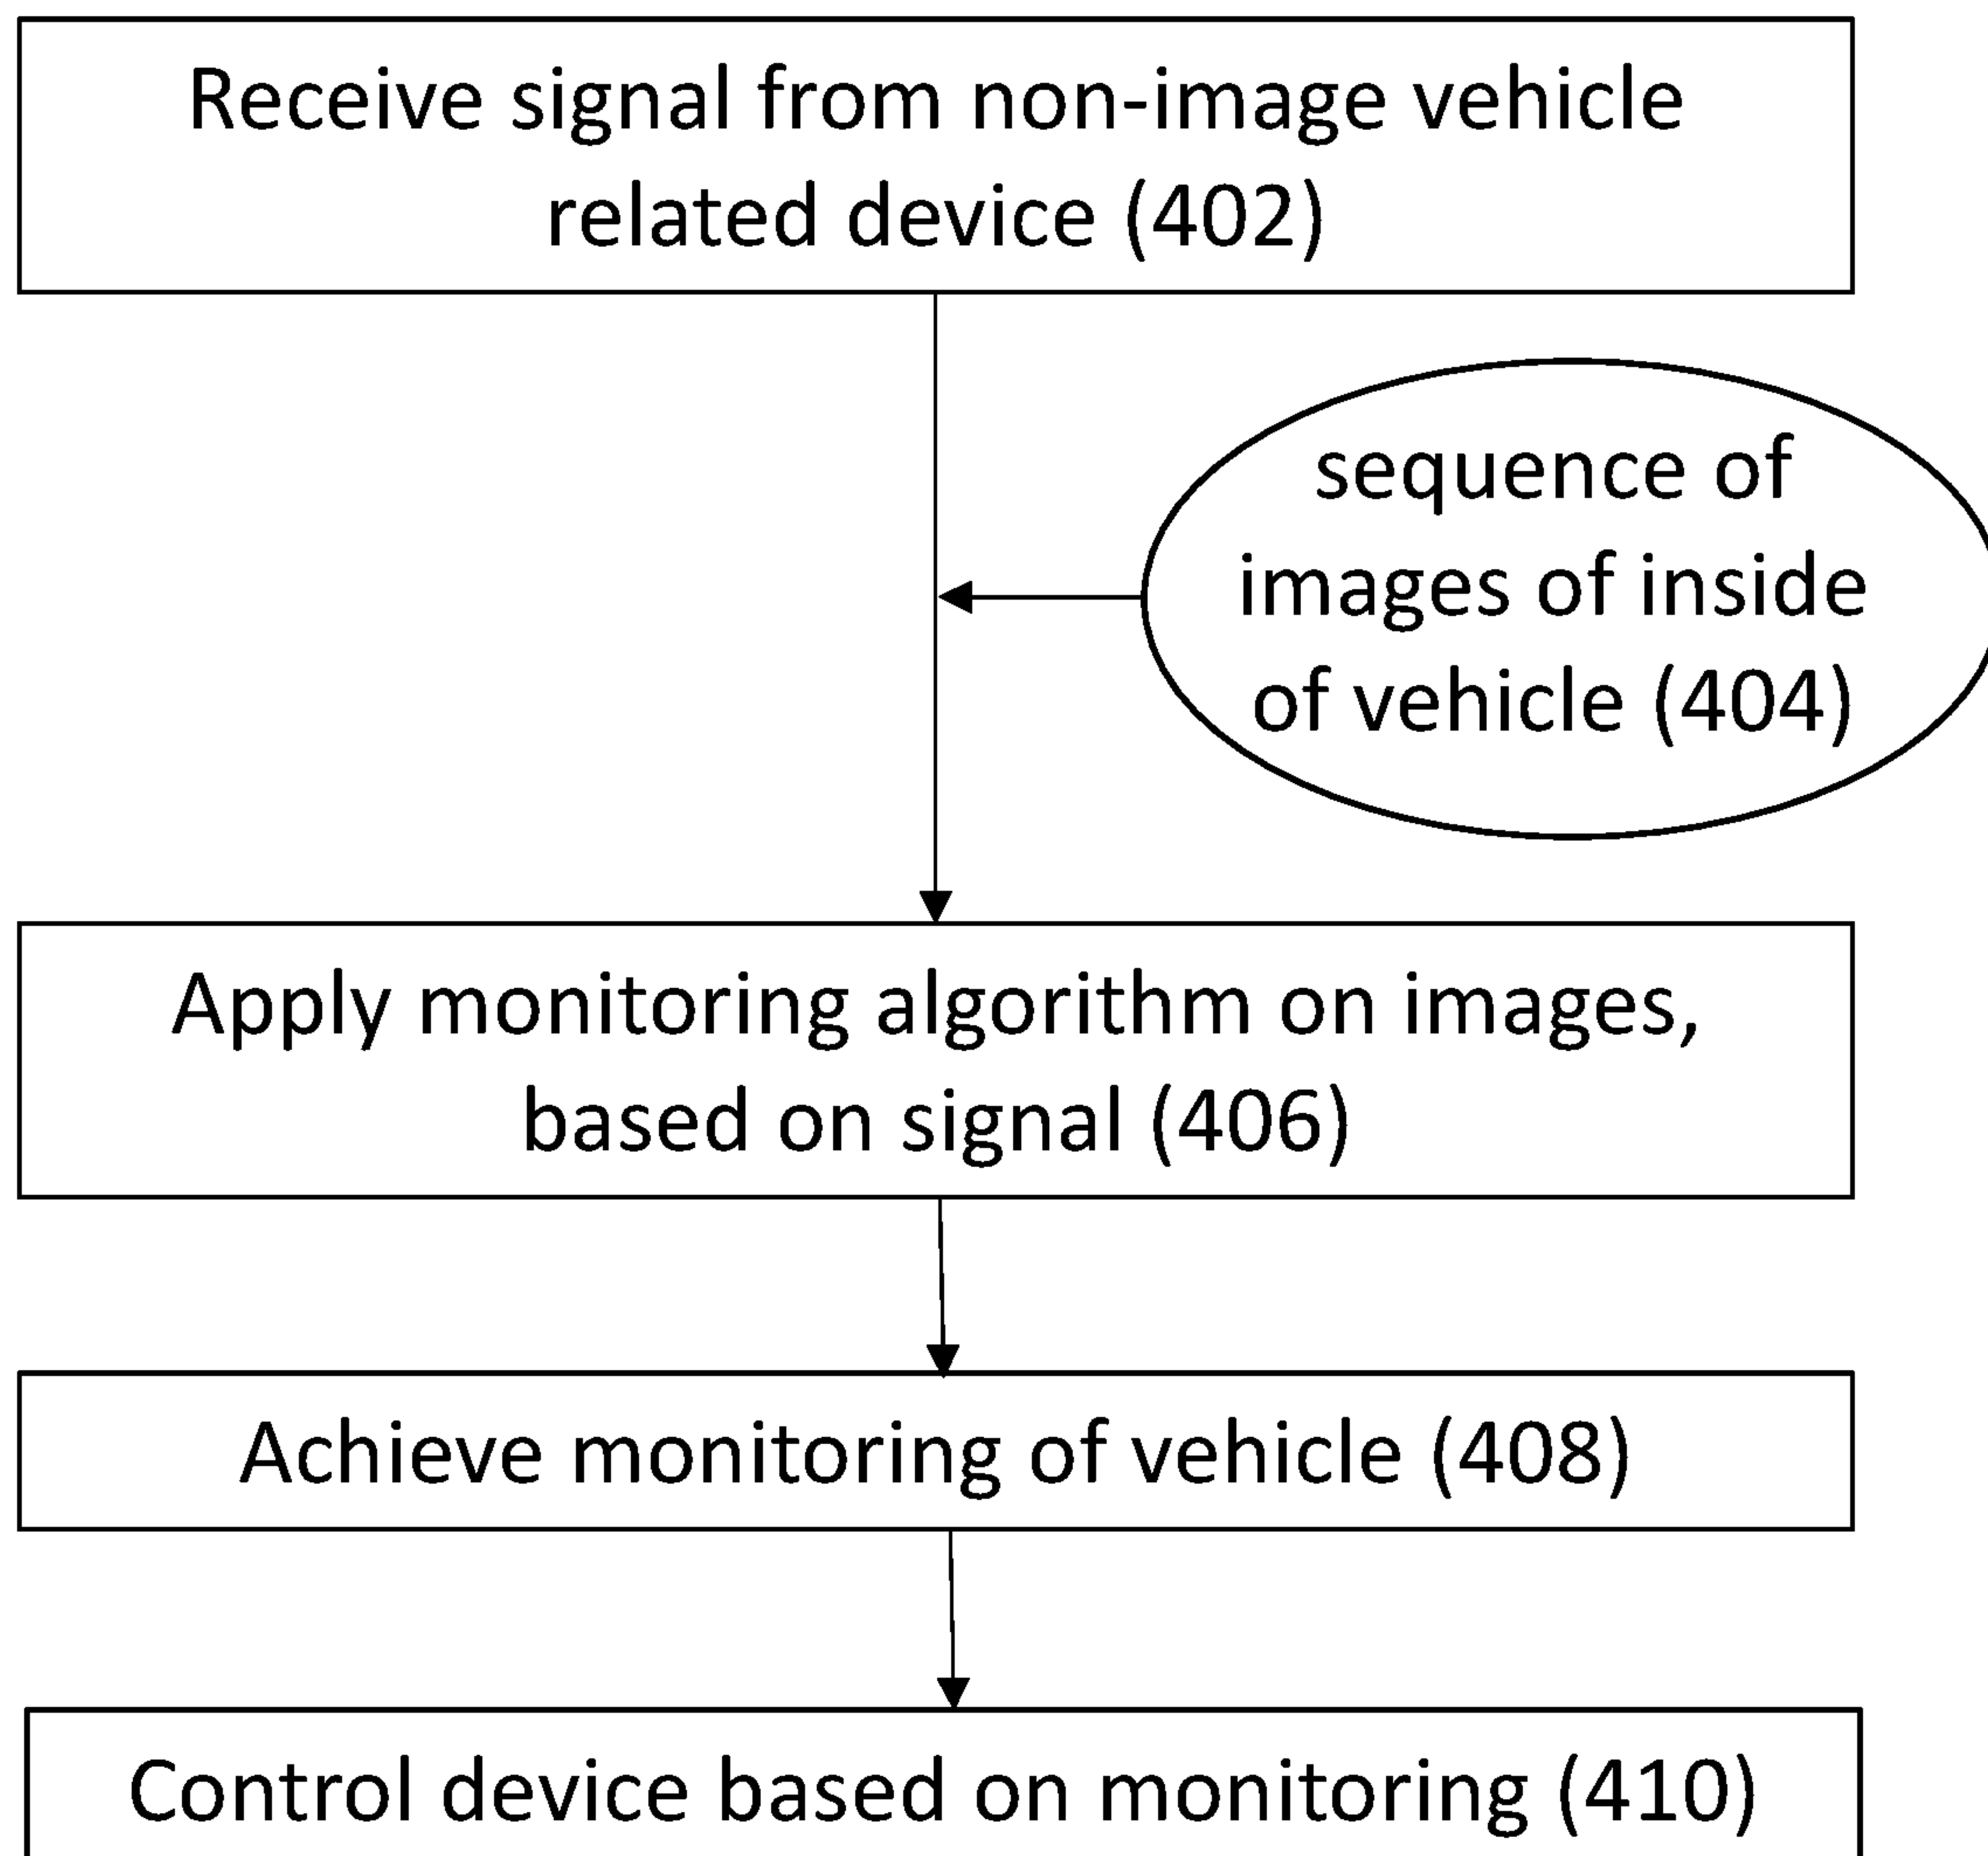 Receive signal from non-image vehicle
related device (402)
sequence of
images of inside
of vehicle (404)
Apply monitoring algorithm on images,
based on signal (406)
Achieve monitoring of vehicle (408)
Control device based on monitoring (410)